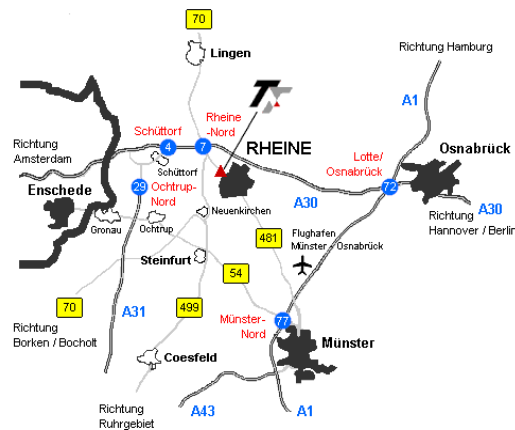 70
Lingen
Richtung Hamburg
A1
Rheine
-Nord
Schüttorf
4
7
RHEINE
Richtung
Amsterdam
Schüttorf
Lotte/
Osnabrück
Osnabrück
72
Enschede
29
Ochtrup-
Nord
A30
A30
Neuenkirchen
Gronau
Ochtrup
481
Richtung
Hannover / Berlin
Flughafen
Münster - Osnabrück
Steinfurt
54
70
499
A31
Münster-
Nord
77
Richtung
Borken / Bocholt
Münster
Coesfeld
A43
A1
Richtung
Ruhrgebiet